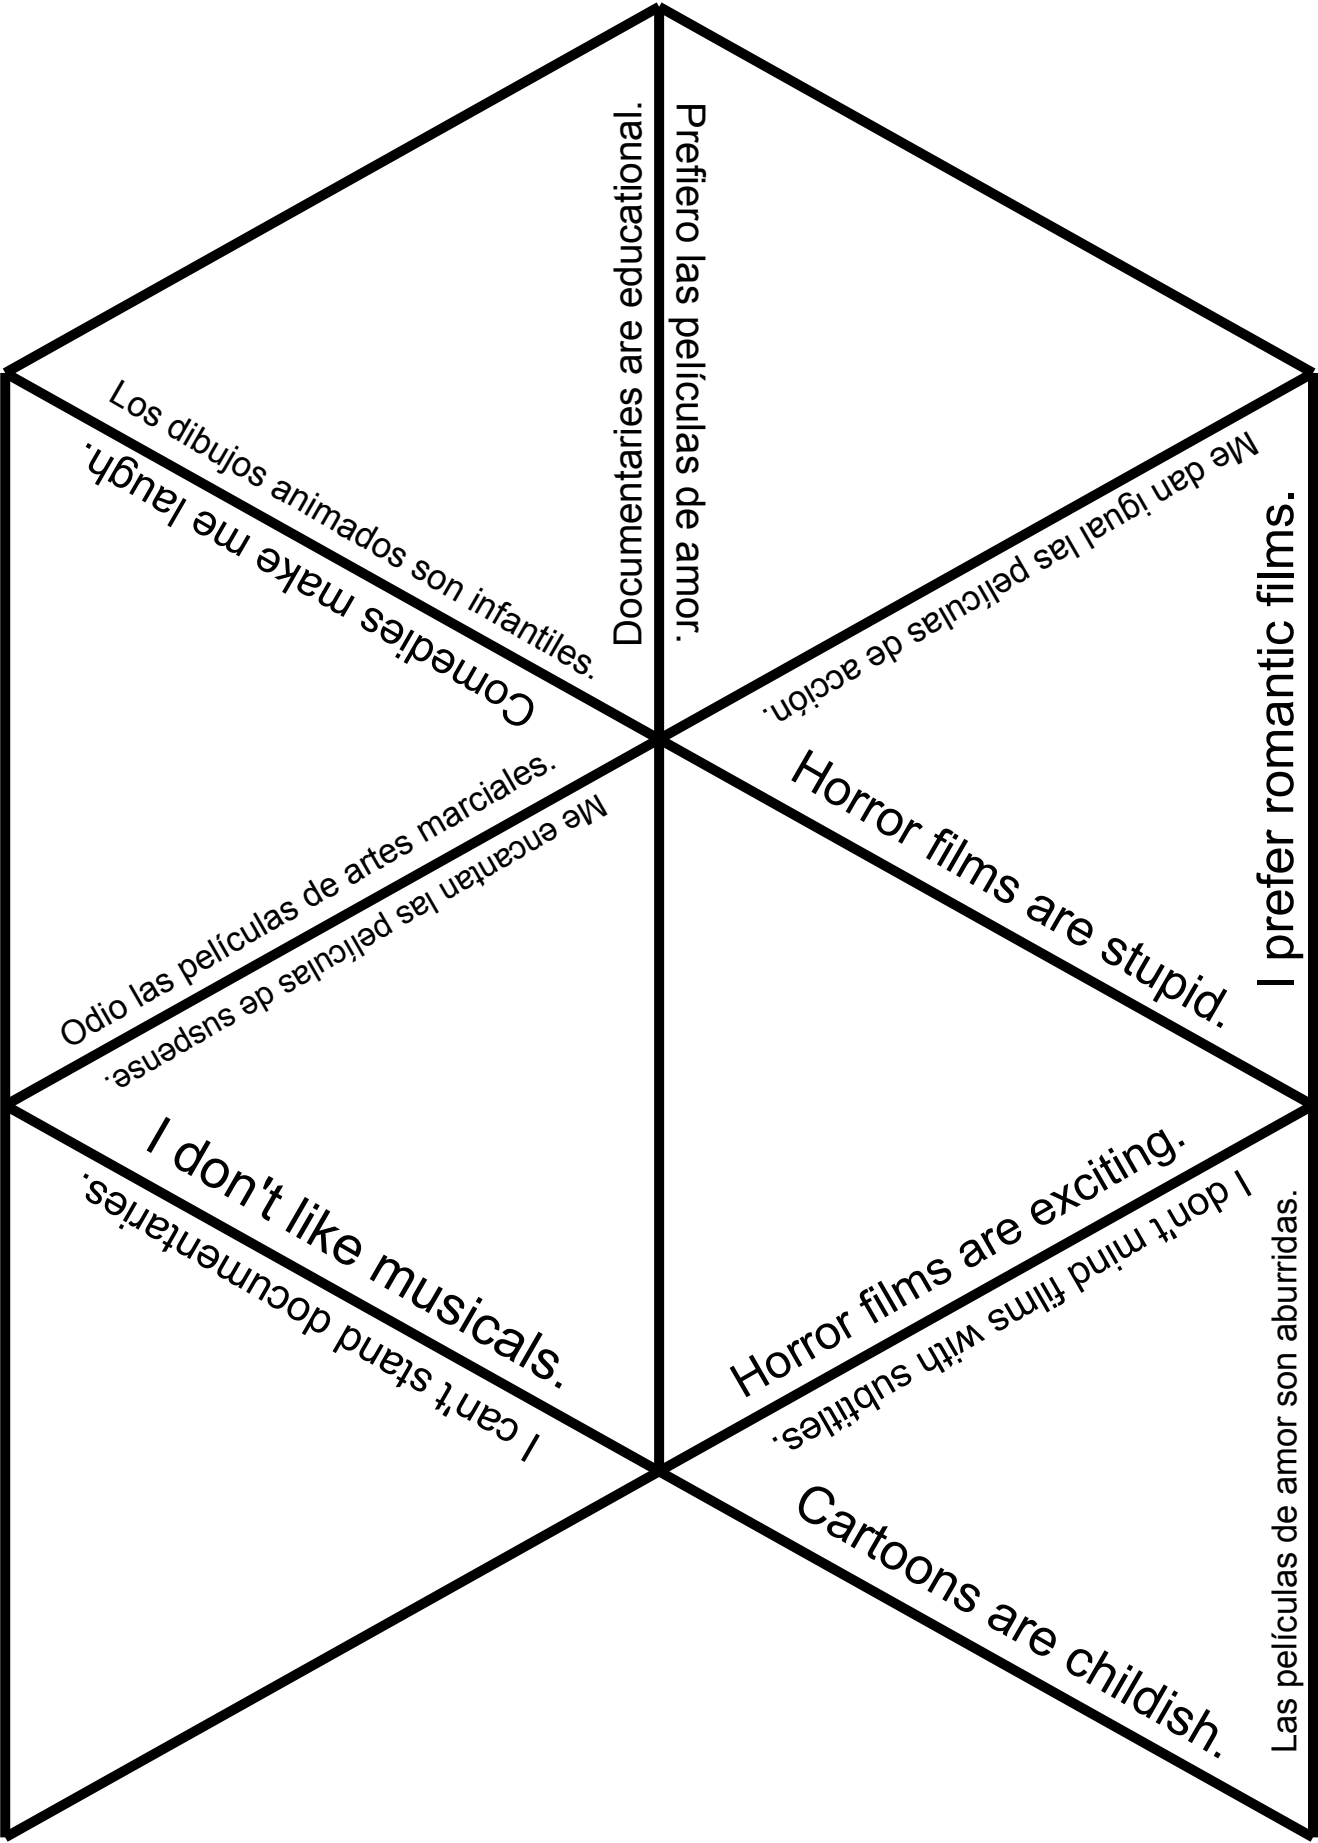 Documentaries are educational.
Prefiero las películas de amor.
Los dibujos animados son infantiles.
Comedies make me laugh.
Me dan igual las películas de acción.
I prefer romantic films.
Horror films are stupid.
Odio las películas de artes marciales.
Me encantan las películas de suspense.
I don't like musicals.
I can't stand documentaries.
Horror films are exciting.
I don't mind films with subtitles.
Las películas de amor son aburridas.
Cartoons are childish.